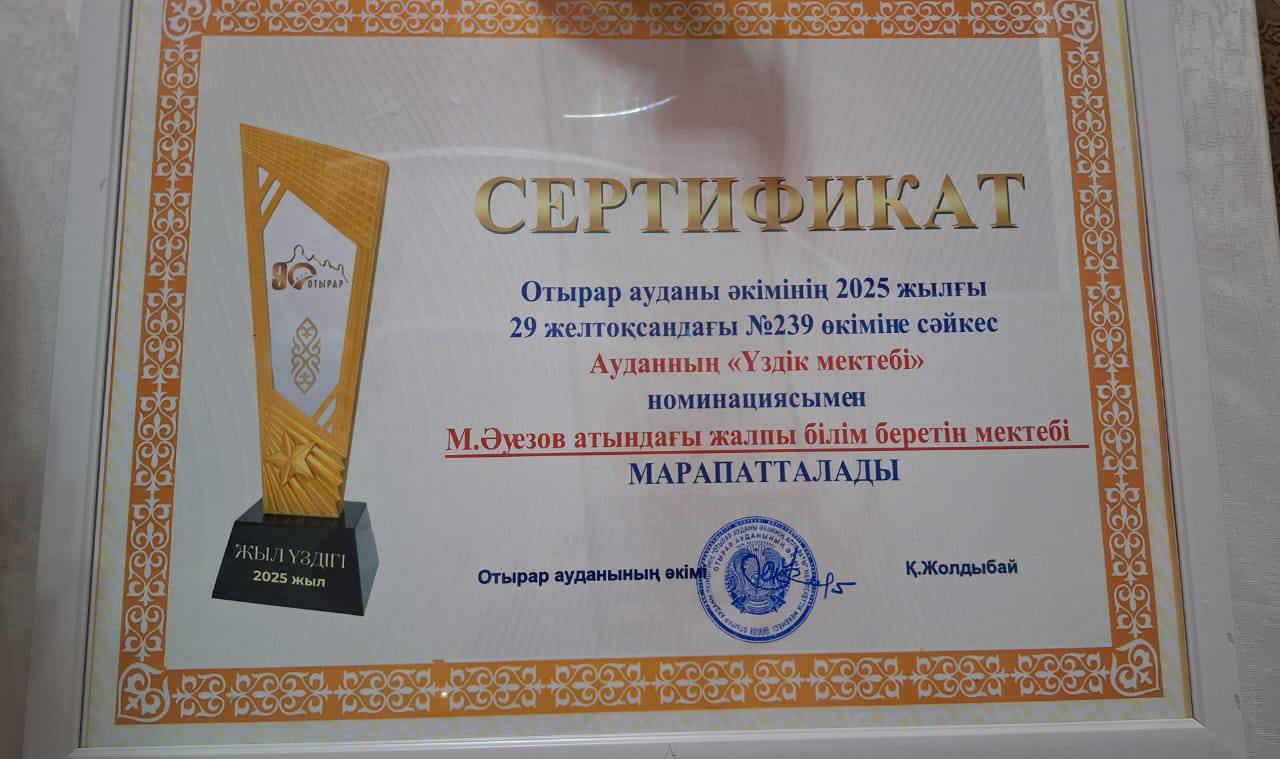 СЕРТИФИКАТ
Отырар ауданы әкімінің 2025 жылғы
29 желтоқсандағы №239 өкіміне сәйкес
Ауданның «Үздік мектебі»
номинациясымен
М.Әуезов атындағы жалпы білім беретін мектебі
МАРАПАТТАЛАДЫ
Отырар ауданының әкімі
Қ.Жолдыбай
90
ОТЫРАР
ЖЫЛ ҮЗДІГІ
2025 жыл